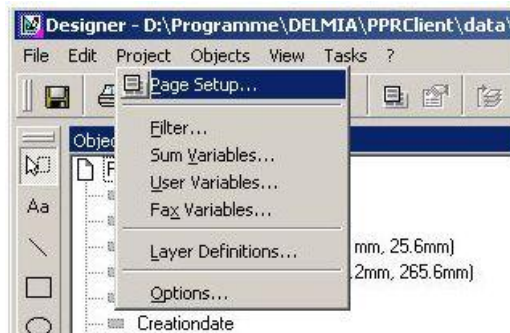 Designer - D:\Programme\DELMIA\PPRClient\data\
File Edit Project Objects View Tasks ?
Page Setup...
Objec
F
Filter...
Sum Variables...
User Variables...
Aa
Fax Variables...
Layer Definitions...
mm, 25.6mm)
.2mm, 265.6mm)
Options...
Creationdate